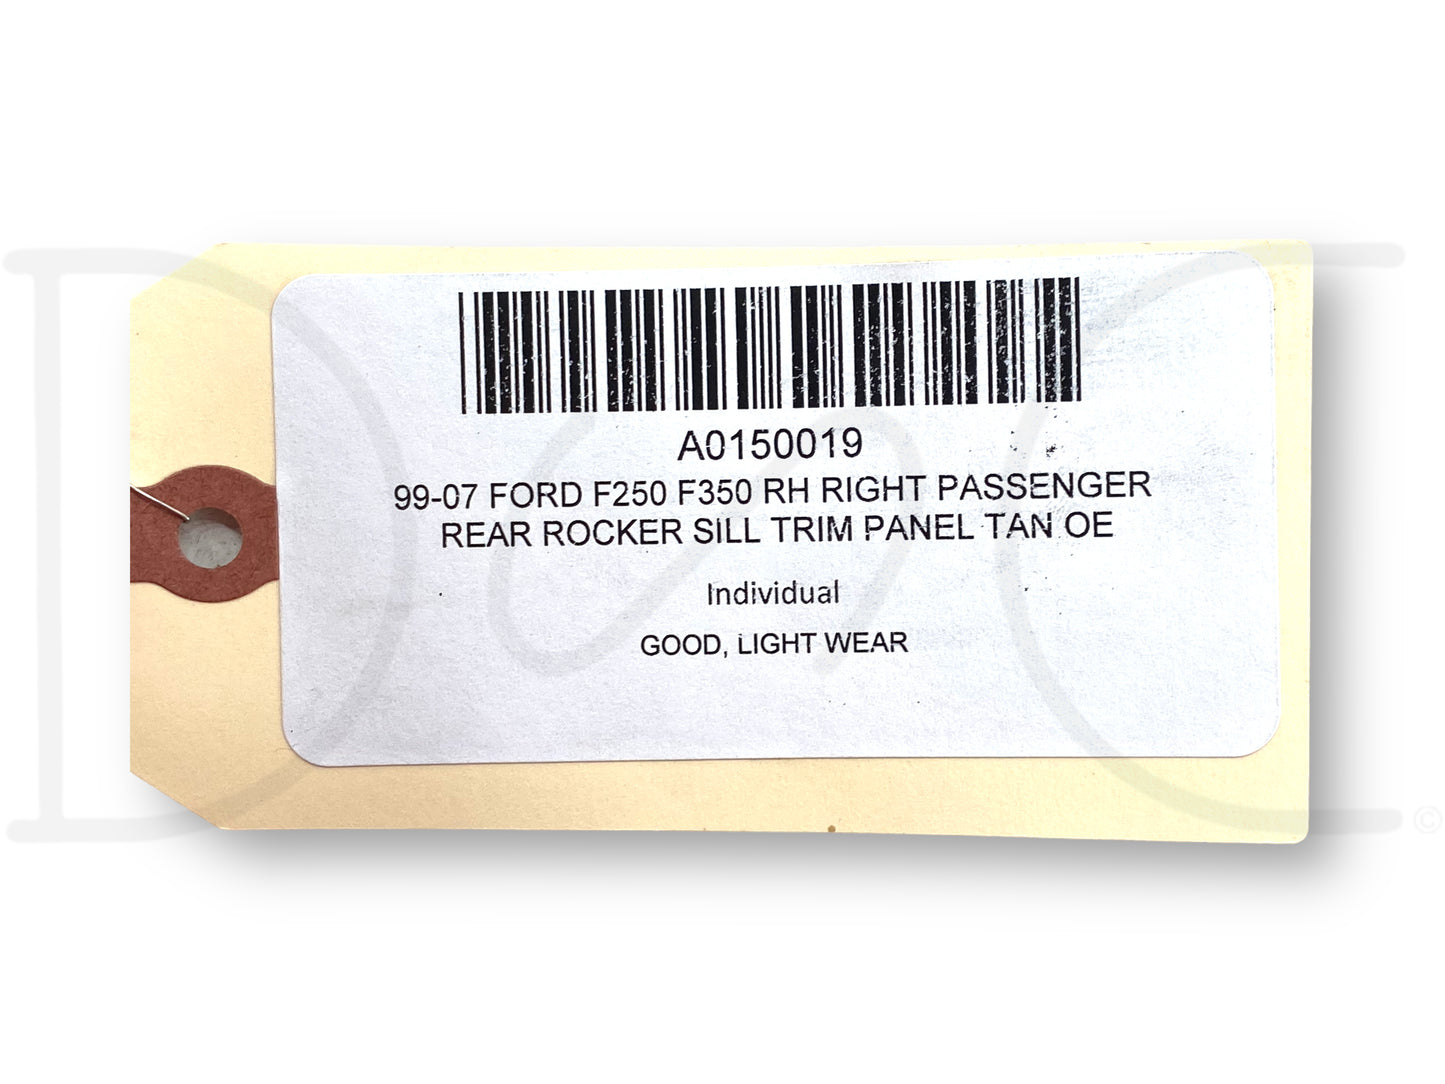 A0150019
99-07 FORD F250 F350 RH RIGHT PASSENGER
REAR ROCKER SILL TRIM PANEL TAN OE
Individual
GOOD, LIGHT WEAR
DnC
©